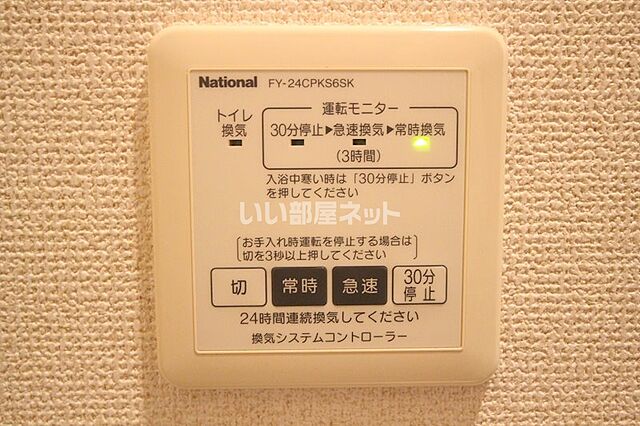 National FY-24CPKS6SK
トイレ換気
運転モニター
30分停止▶急速換気▶常時換気
(3時間)
入浴中寒い時は「30分停止」ボタン
を押してください
いい部屋ネット
お手入れ時運転を停止する場合は
切を3秒以上押してください
切 常時 急速 30分停止
24時間連続換気してください
換気システムコントローラー